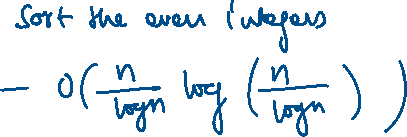 Sort the even integers
— O(n/logn log(n/logn))